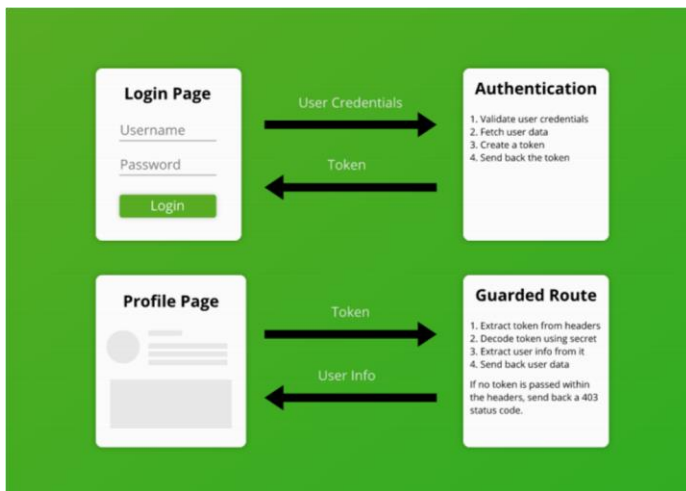 Login Page
Username
Password
Login
User Credentials
Token
Authentication
1. Validate user credentials
2. Fetch user data
3. Create a token
4. Send back the token
Profile Page
Token
User Info
Guarded Route
1. Extract token from headers
2. Decode token using secret
3. Extract user info from it
4. Send back user data
If no token is passed within
the headers, send back a 403
status code.